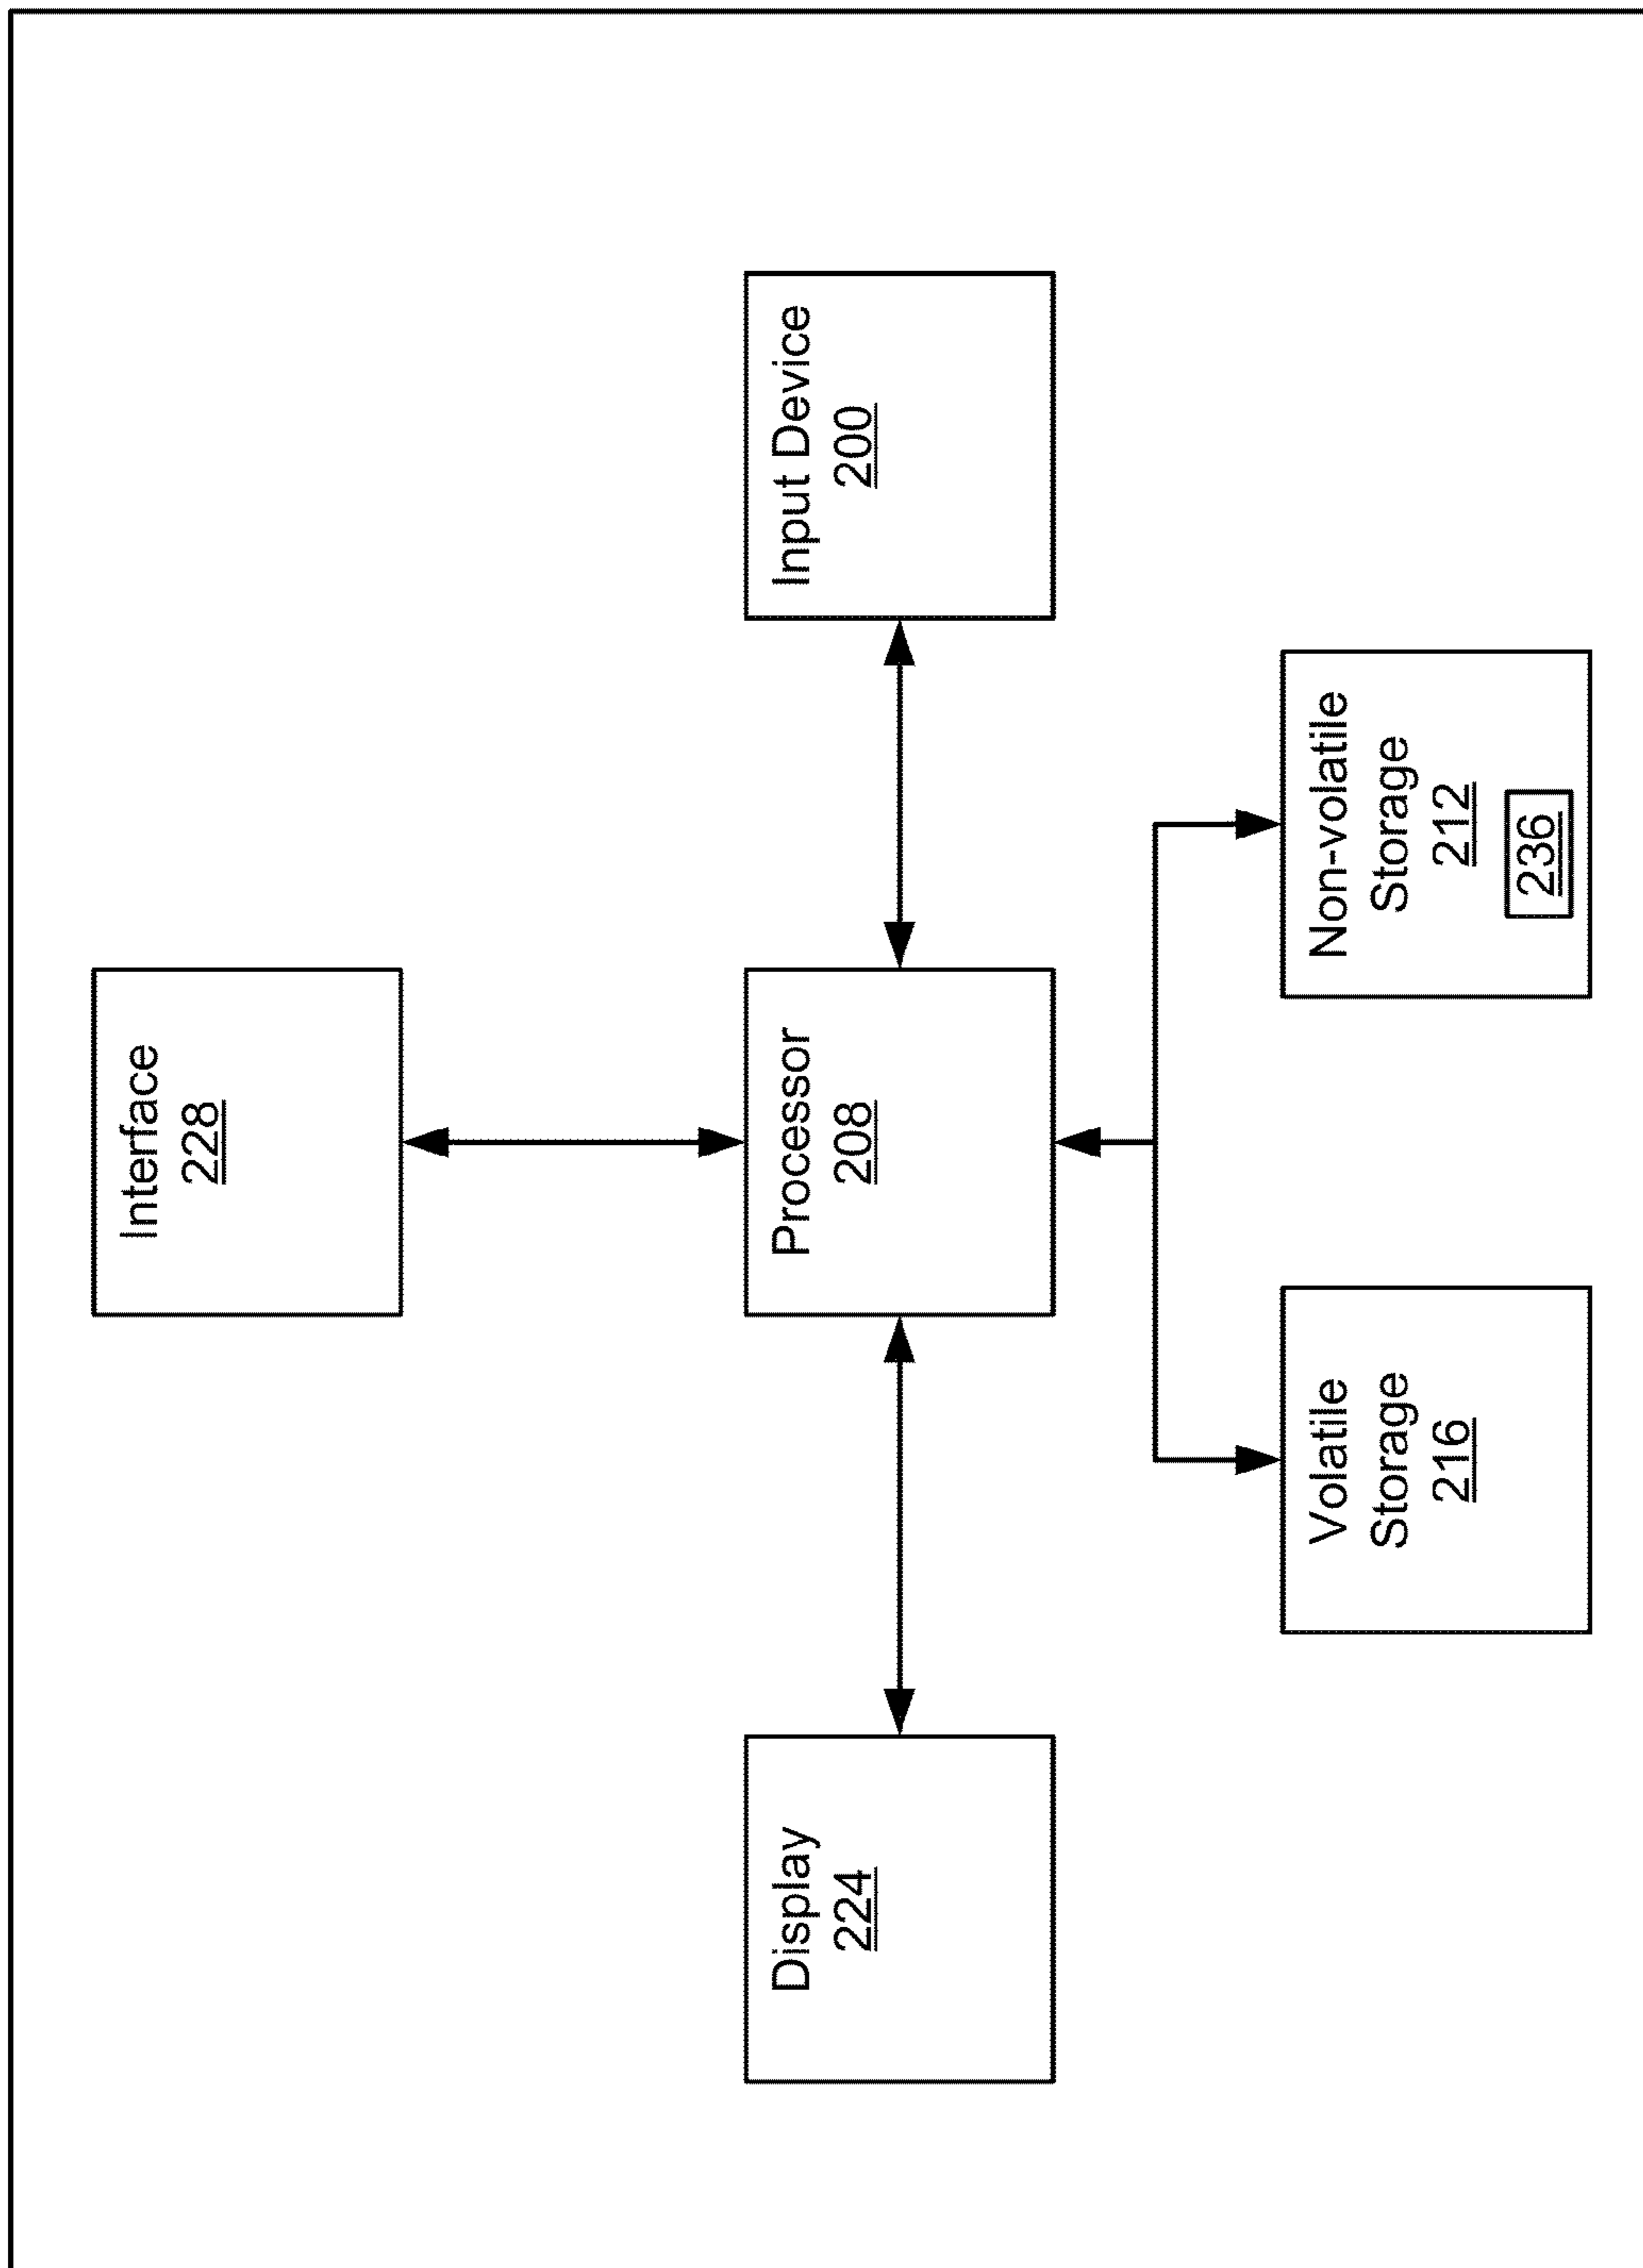 Interface
228
Display
224
Processor
208
Input Device
200
Volatile
Storage
216
Non-volatile
Storage
212
236